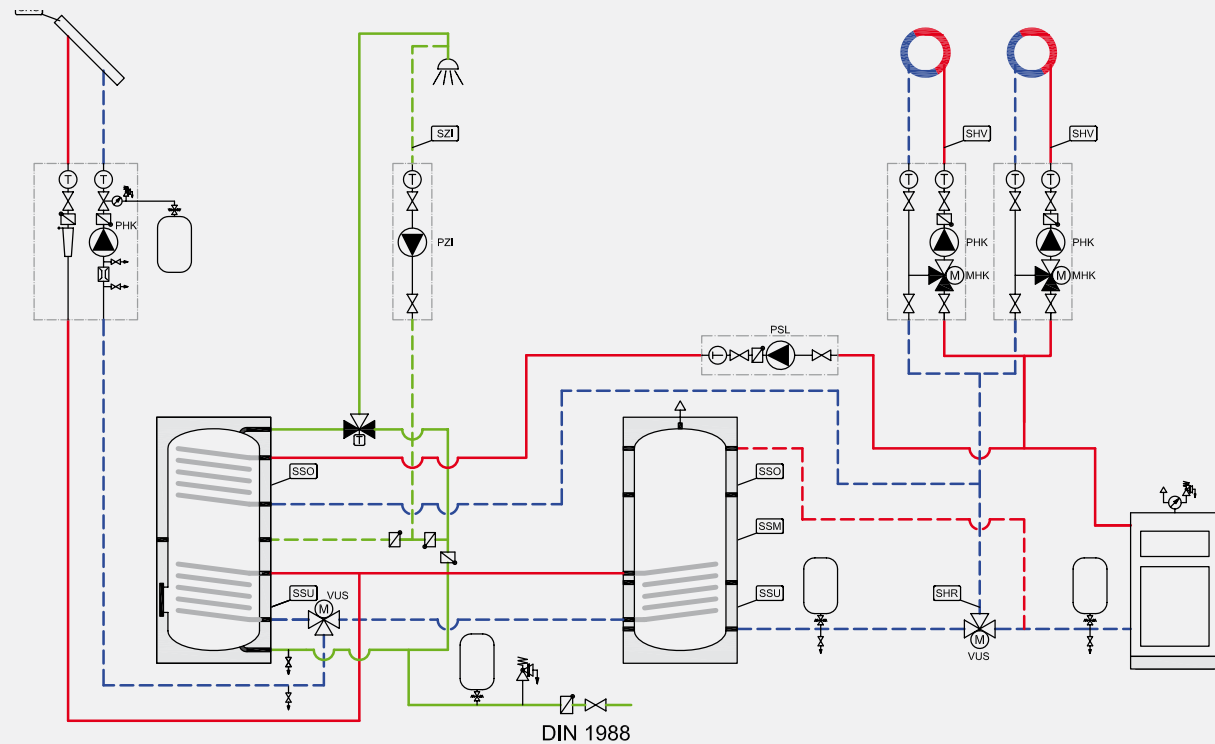 SZI
SHV
SHV
T
T
T
T
T
T
T
PHK
PZI
PHK
PHK
M
MHK
M
MHK
PSL
T
T
SSO
SSO
SSM
SSU
VUS
M
SSU
SHR
M
VUS
DIN 1988